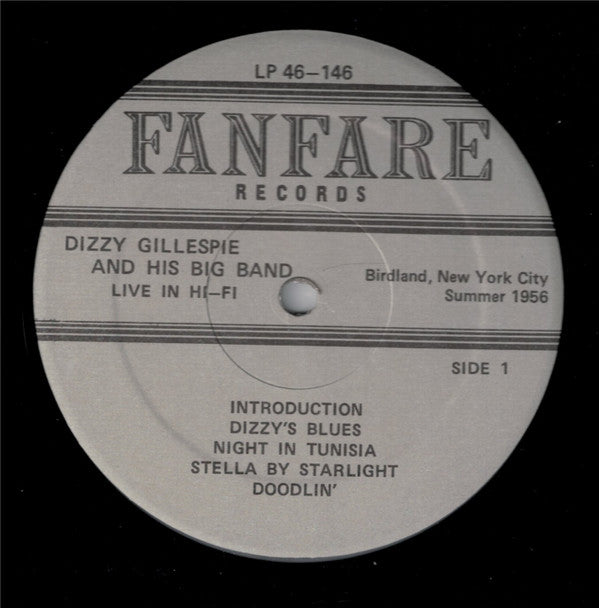 LP 46-146
FANFARE
RECORDS
DIZZY GILLESPIE
AND HIS BIG BAND
LIVE IN HI-FI
Birdland, New York City
Summer 1956
SIDE 1
INTRODUCTION
DIZZY'S BLUES
NIGHT IN TUNISIA
STELLA BY STARLIGHT
DOODLIN'